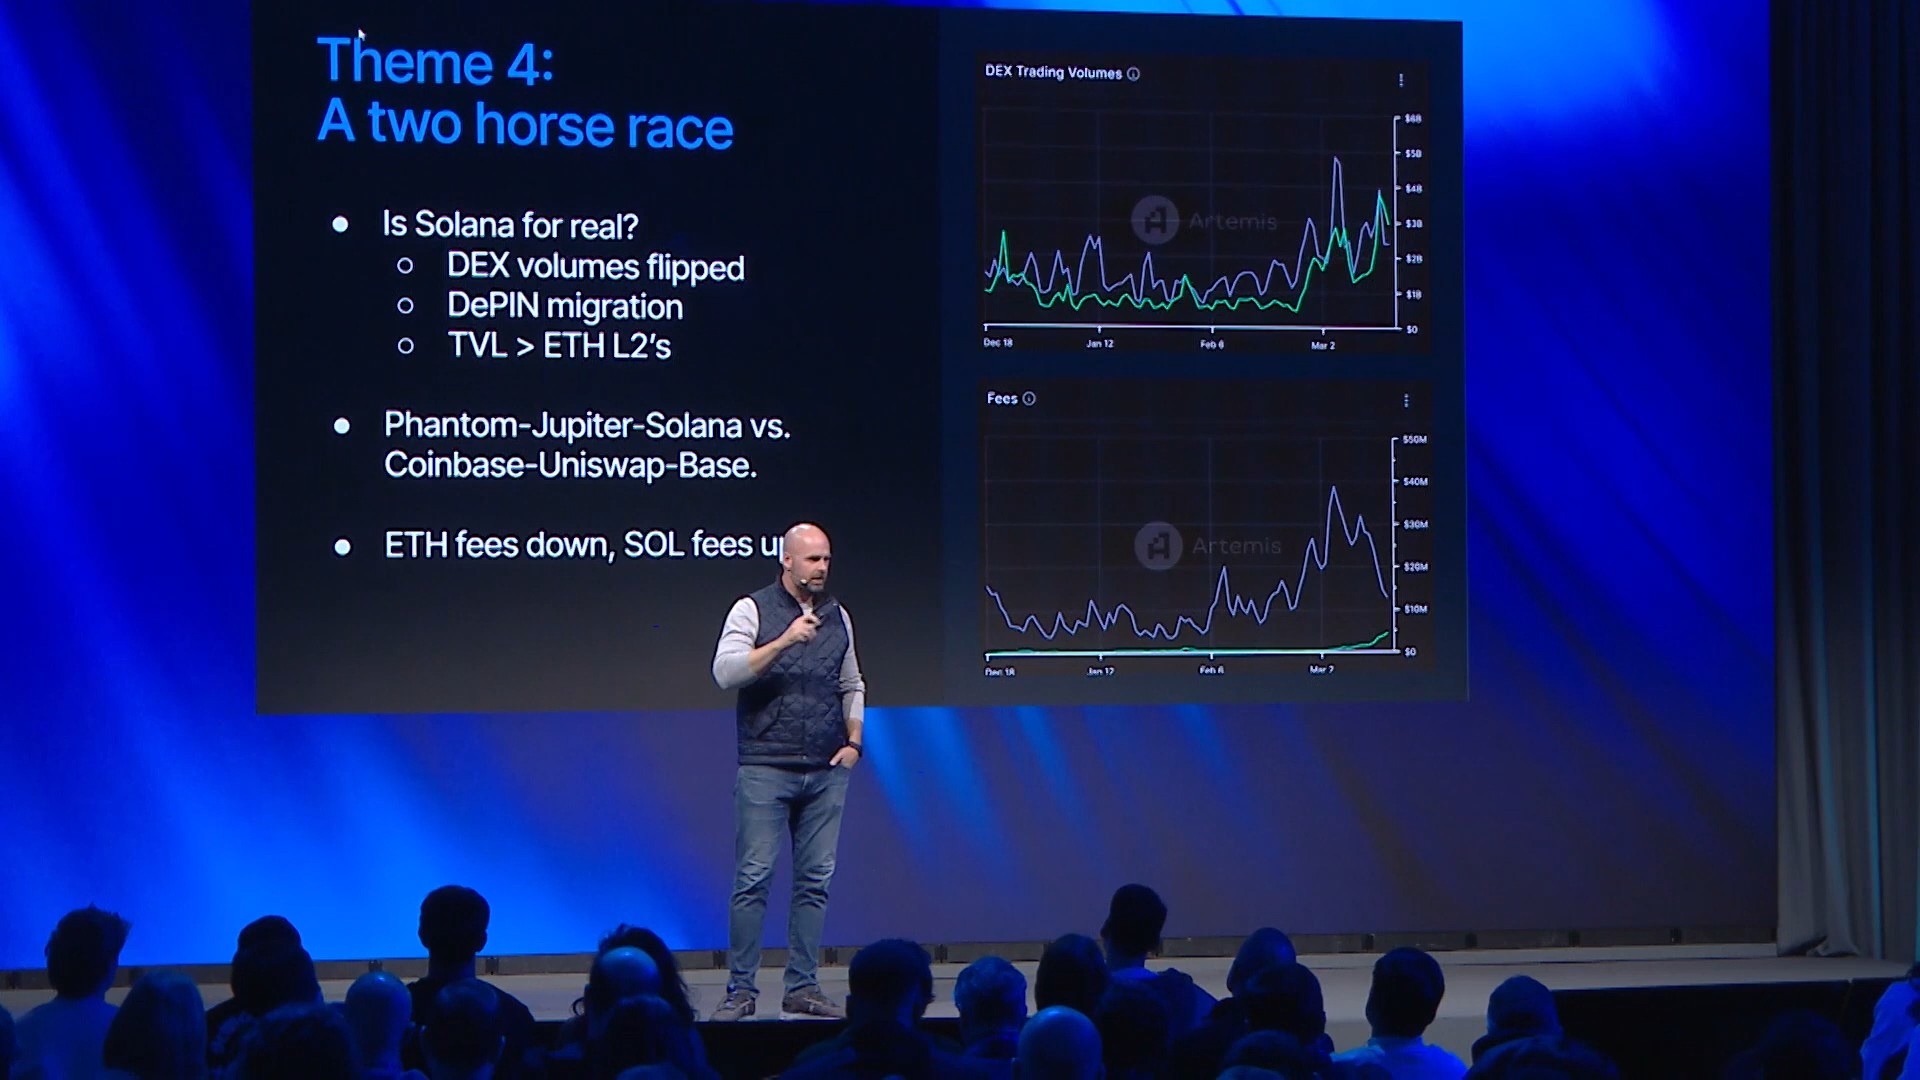 Theme 4:
A two horse race
Is Solana for real?
DEX volumes flipped
DePIN migration
TVL > ETH L2's
Phantom-Jupiter-Solana vs.
Coinbase-Uniswap-Base.
ETH fees down, SOL fees up
DEX Trading Volumes
Artemis
$6B
$5B
$4B
$3B
$2B
$1B
$0
Dec 18
Jan 12
Feb 6
Mar 2
Fees
Artemis
$50M
$40M
$30M
$20M
$10M
$0
Dec 18
Jan 12
Feb 6
Mar 2